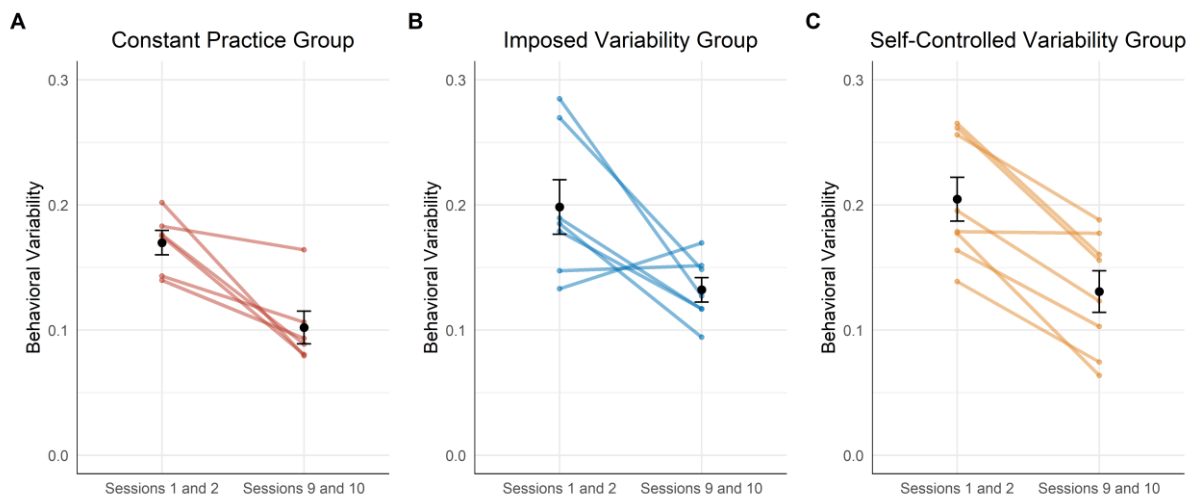 A
Constant Practice Group
Behavioral Variability
0.3
0.2
0.1
0.0
Sessions 1 and 2
Sessions 9 and 10
B
Imposed Variability Group
Behavioral Variability
0.3
0.2
0.1
0.0
Sessions 1 and 2
Sessions 9 and 10
C
Self-Controlled Variability Group
Behavioral Variability
0.3
0.2
0.1
0.0
Sessions 1 and 2
Sessions 9 and 10